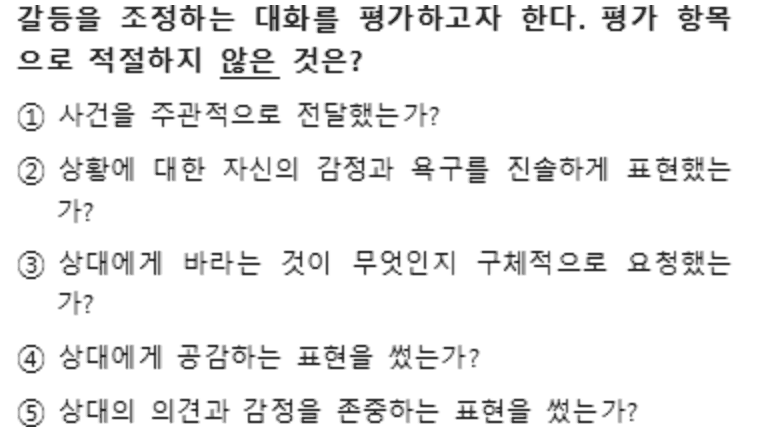 갈등을 조정하는 대화를 평가하고자 한다. 평가 항목
으로 적절하지 않은 것은?
① 사건을 주관적으로 전달했는가?
② 상황에 대한 자신의 감정과 욕구를 진솔하게 표현했는
가?
③ 상대에게 바라는 것이 무엇인지 구체적으로 요청했는
가?
④ 상대에게 공감하는 표현을 썼는가?
⑤ 상대의 의견과 감정을 존중하는 표현을 썼는가?